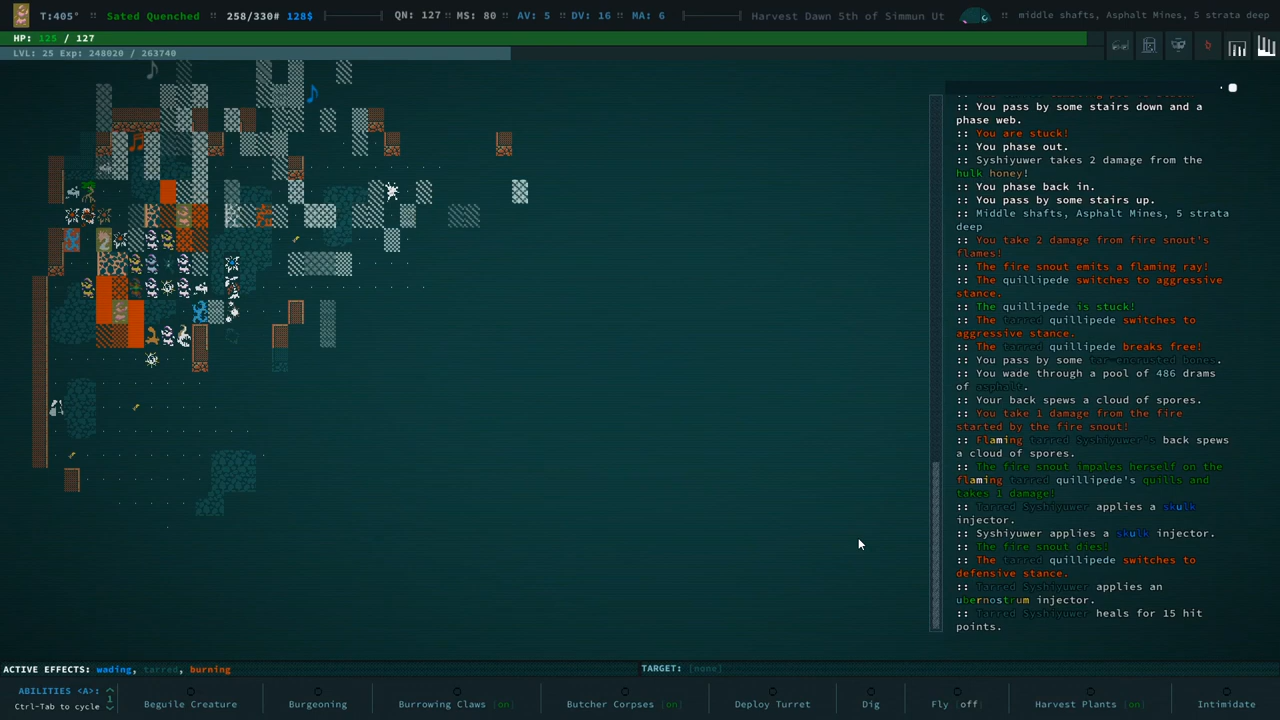 T:405° Sated Quenched 258/330# 128$ QN: 127 :: MS: 80 :: AV: 5 :: DV: 16 :: MA: 6 Harvest Dawn 5th of Simmun Ut :: middle shafts, Asphalt Mines, 5 strata deep
HP: 125 / 127
LVL: 25 Exp: 248020 / 263740
:: You pass by some stairs down and a
phase web.
:: You are stuck!
:: You phase out.
:: Syshiyuwer takes 2 damage from the
hulk honey!
:: You phase back in.
:: You pass by some stairs up.
:: Middle shafts, Asphalt Mines, 5 strata
deep
:: You take 2 damage from fire snout's
flames!
:: The fire snout emits a flaming ray!
:: The quillipede switches to aggressive
stance.
:: The quillipede is stuck!
:: The tarred quillipede switches to
aggressive stance.
:: The tarred quillipede breaks free!
:: You pass by some tar-encrusted bones.
:: You wade through a pool of 486 drams
of asphalt.
:: Your back spews a cloud of spores.
:: You take 1 damage from the fire
started by the fire snout!
:: Flaming tarred Syshiyuwer's back spews
a cloud of spores.
:: The fire snout impales herself on the
flaming tarred quillipede's quills and
takes 1 damage!
:: Tarred Syshiyuwer applies a skulk
injector.
:: Syshiyuwer applies a skulk injector.
:: The fire snout dies!
:: The tarred quillipede switches to
defensive stance.
:: Tarred Syshiyuwer applies an
ubernostrum injector.
:: Tarred Syshiyuwer heals for 15 hit
points.
ACTIVE EFFECTS: wading, tarred, burning
TARGET: [none]
ABILITIES <A>:
Ctrl-Tab to cycle
1
Beguile Creature
Burgeoning
Burrowing Claws [on]
Butcher Corpses [on]
Deploy Turret
Dig
Fly [off]
Harvest Plants [on]
Intimidate